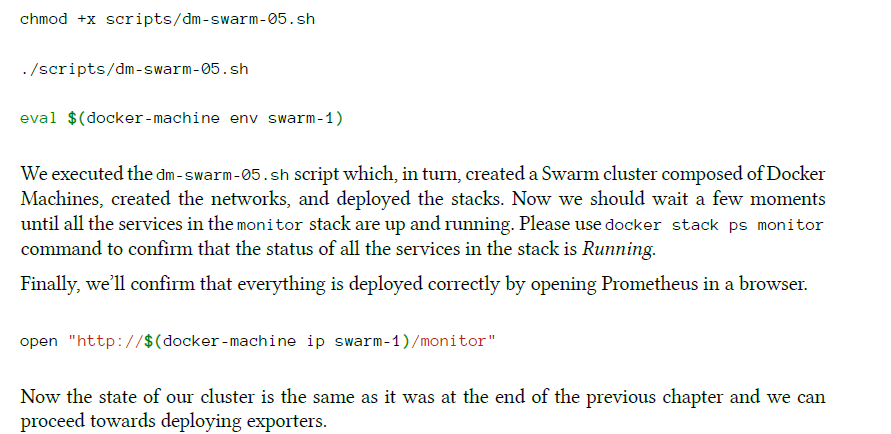 chmod +x scripts/dm-swarm-05.sh
./scripts/dm-swarm-05.sh
eval $(docker-machine env swarm-1)
We executed the dm-swarm-05.sh script which, in turn, created a Swarm cluster composed of Docker
Machines, created the networks, and deployed the stacks. Now we should wait a few moments
until all the services in the monitor stack are up and running. Please use docker stack ps monitor
command to confirm that the status of all the services in the stack is Running.
Finally, we’ll confirm that everything is deployed correctly by opening Prometheus in a browser.
open "http://$(docker-machine ip swarm-1)/monitor"
Now the state of our cluster is the same as it was at the end of the previous chapter and we can
proceed towards deploying exporters.